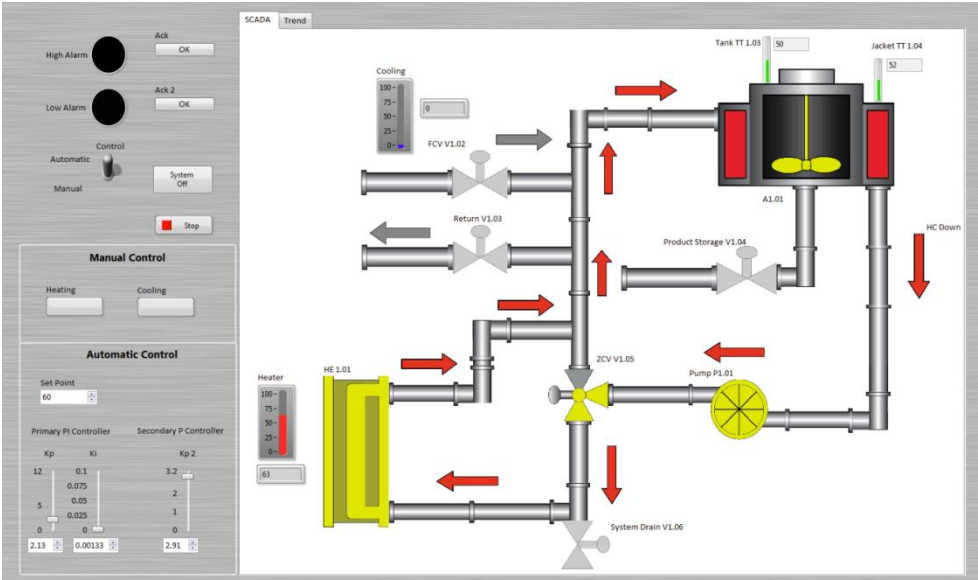 SCADA
Trend
High Alarm
Ack
OK
Low Alarm
Ack 2
OK
Control
Automatic
Manual
System
Off
Stop
Manual Control
Heating
Cooling
Automatic Control
Set Point
60
Primary PI Controller
Secondary P Controller
Kp
Ki
Kp 2
12
5
0
0.1
0.075
0.05
0.025
0
3.2
2
1
0
2.13
0.00133
2.91
Tank TT 1.03
50
Jacket TT 1.04
52
Cooling
100-
75-
50-
25-
0-
0
FCV V1.02
Return V1.03
A1.01
Product Storage V1.04
HC Down
HE 1.01
ZCV V1.05
Pump P1.01
Heater
100-
75-
50-
25-
0-
63
System Drain V1.06